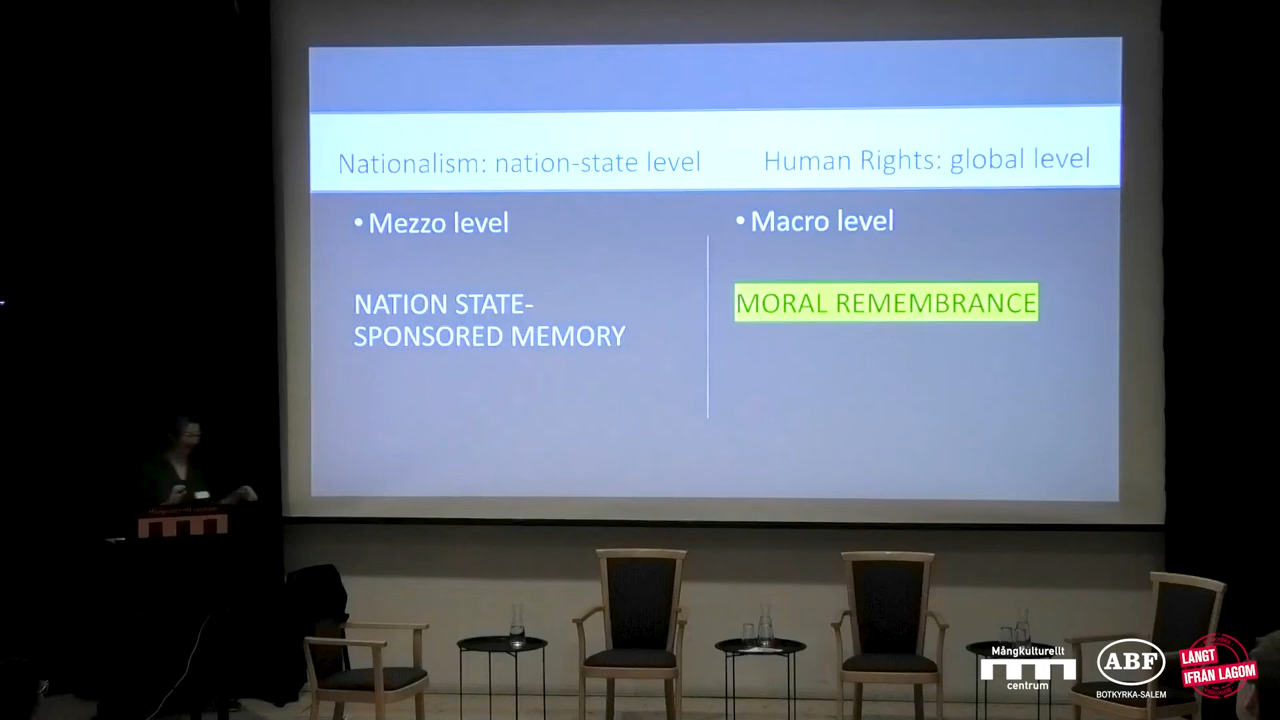 Nationalism: nation-state level
Human Rights: global level
• Mezzo level
NATION STATE-
SPONSORED MEMORY
• Macro level
MORAL REMEMBRANCE
Mångkulturellt
centrum
ABF
BOTKYRKA-SALEM
LÅNGT
IFRÅN LAGOM